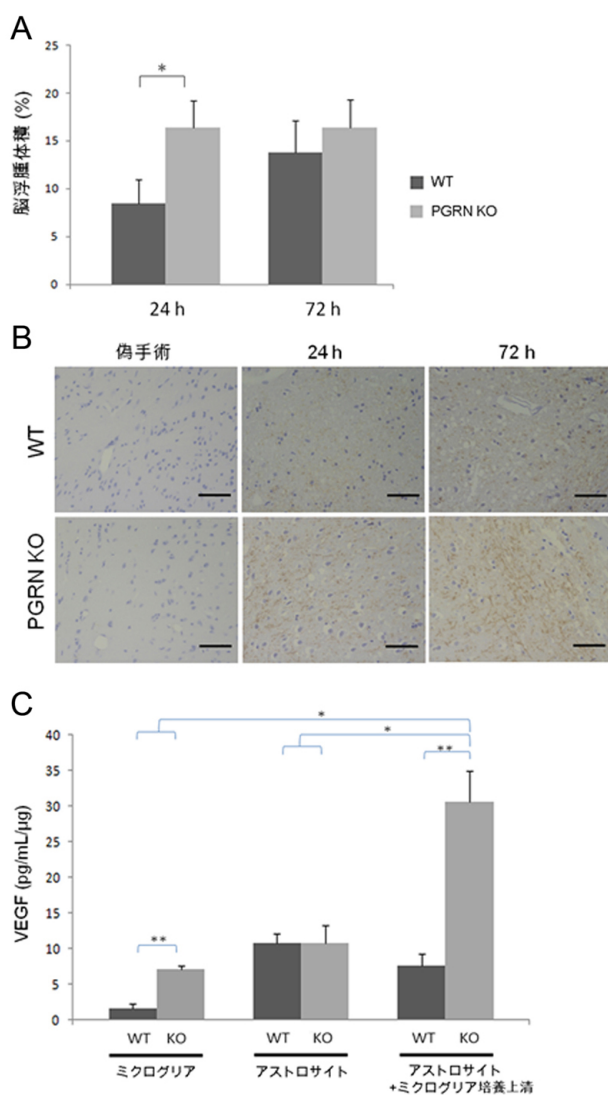 A
脳浮腫体積 (%)
25
20
15
10
5
0
*
24 h
72 h
WT
PGRN KO
B
偽手術
24 h
72 h
WT
PGRN KO
C
VEGF (pg/mL/μg)
40
35
30
25
20
15
10
5
0
*
*
**
**
WT KO WT KO WT KO
ミクログリア
アストロサイト
アストロサイト
+ミクログリア培養上清